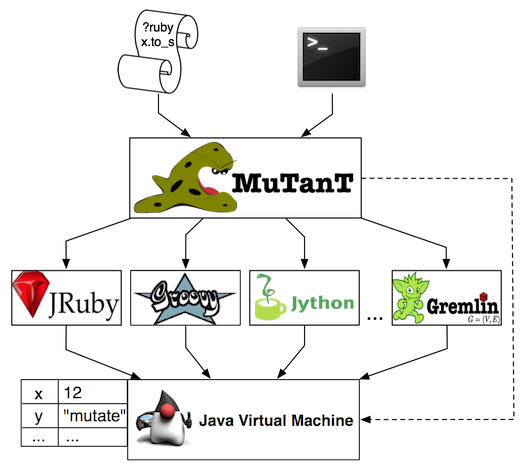 ?ruby
x.to_s
>_
MuTanT
JRuby
Groovy
Jython
...
Gremlin
G = (V, E)
x 12
y "mutate"
... ...
Java Virtual Machine